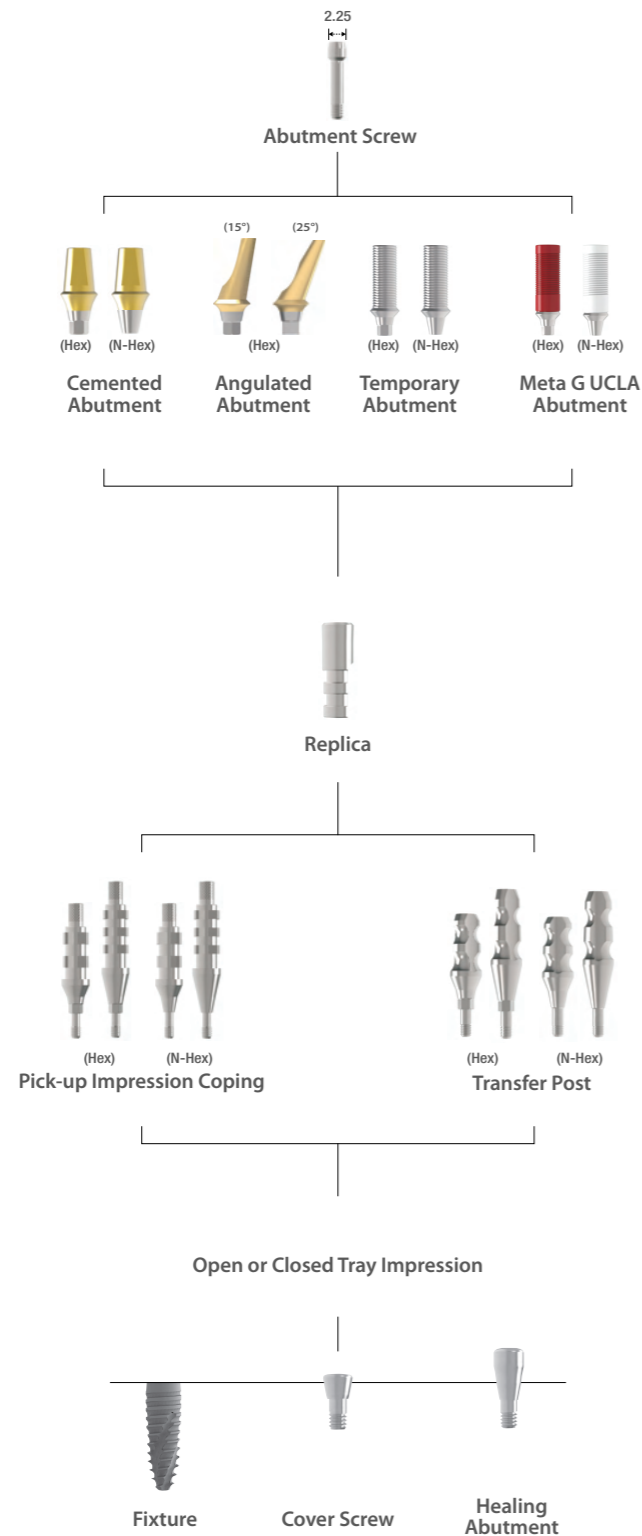 2.25
Abutment Screw
(15°) (25°)
(Hex) (N-Hex) (Hex) (Hex) (N-Hex) (Hex) (N-Hex)
Cemented Abutment
Angulated Abutment
Temporary Abutment
Meta G UCLA Abutment
Replica
(Hex) (N-Hex)
Pick-up Impression Coping
(Hex) (N-Hex)
Transfer Post
Open or Closed Tray Impression
Fixture
Cover Screw
Healing
Abutment